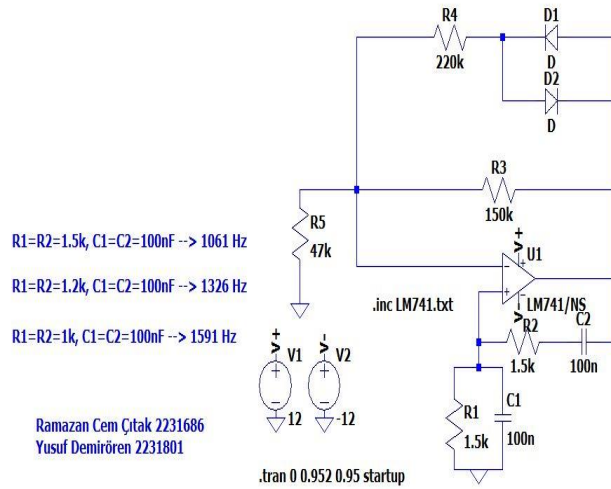 R4
220k
D1
D
D2
D
R3
150k
R5
47k
R1=R2=1.5k, C1=C2=100nF --> 1061 Hz
R1=R2=1.2k, C1=C2=100nF --> 1326 Hz
R1=R2=1k, C1=C2=100nF --> 1591 Hz
V+
U1
.inc LM741.txt
LM741/NS
V-
R2
1.5k
C2
100n
V+
V1
12
V-
V2
-12
R1
1.5k
C1
100n
Ramazan Cem Çıtak 2231686
Yusuf Demirören 2231801
.tran 0 0.952 0.95 startup